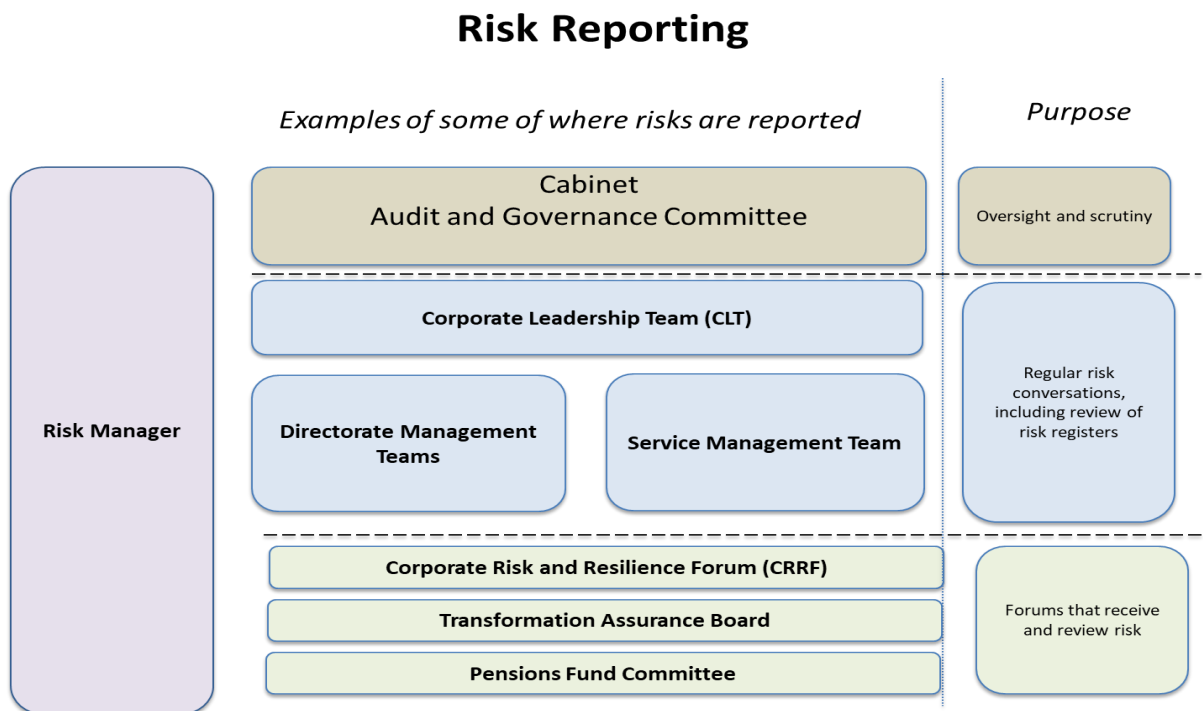 Risk Reporting
Examples of some of where risks are reported
Purpose
Risk Manager
Cabinet
Audit and Governance Committee
Oversight and scrutiny
Corporate Leadership Team (CLT)
Directorate Management
Teams
Service Management Team
Regular risk
conversations,
including review of
risk registers
Corporate Risk and Resilience Forum (CRRF)
Transformation Assurance Board
Pensions Fund Committee
Forums that receive
and review risk